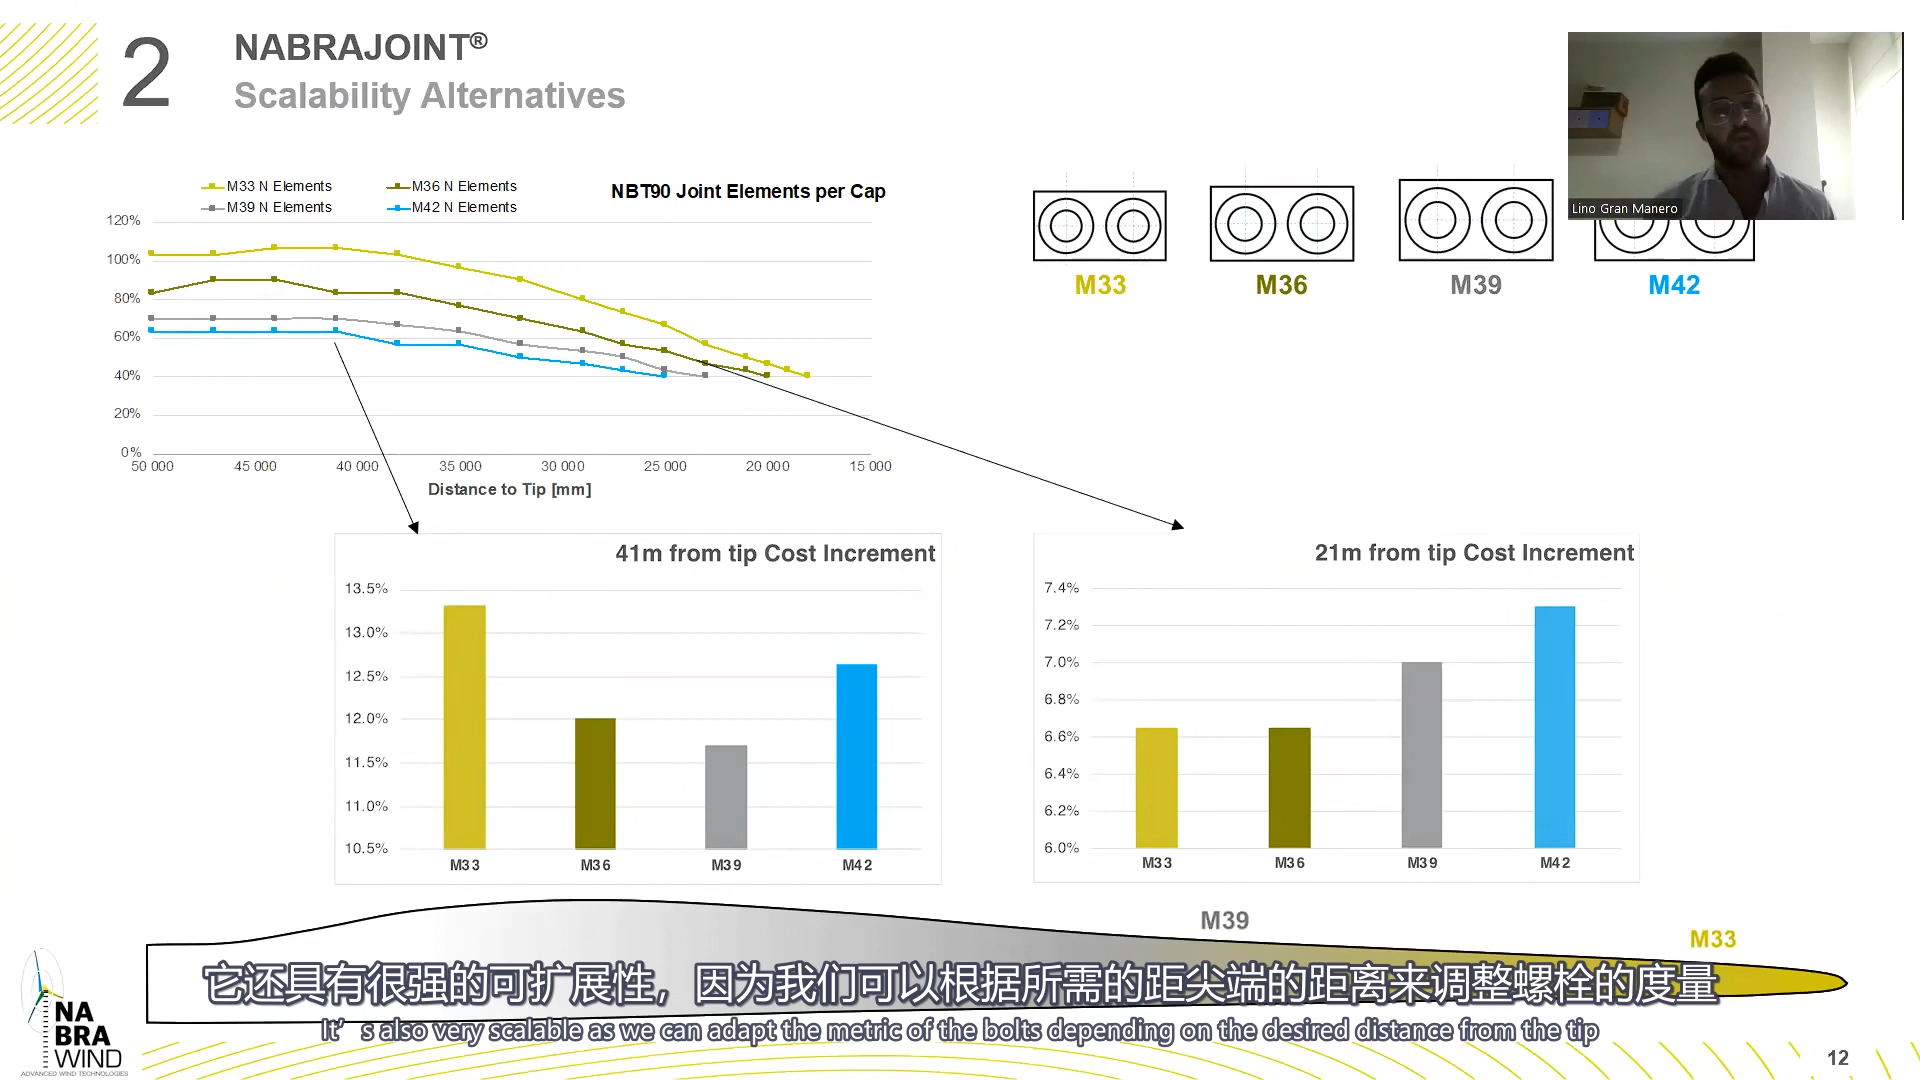 2
NABRAJOINT®
Scalability Alternatives
M33 N Elements
M36 N Elements
M39 N Elements
M42 N Elements
NBT90 Joint Elements per Cap
120%
100%
80%
60%
40%
20%
0%
50 000
45 000
40 000
35 000
30 000
25 000
20 000
15 000
Distance to Tip [mm]
M33
M36
M39
M42
Lino Gran Manero
41m from tip Cost Increment
13.5%
13.0%
12.5%
12.0%
11.5%
11.0%
10.5%
M33
M36
M39
M42
21m from tip Cost Increment
7.4%
7.2%
7.0%
6.8%
6.6%
6.4%
6.2%
6.0%
M33
M36
M39
M42
M39
M33
它还具有很强的可扩展性，因为我们可以根据所需的距尖端的距离来调整螺栓的度量
It's also very scalable as we can adapt the metric of the bolts depending on the desired distance from the tip
NA
BRA
WIND
ADVANCED WIND TECHNOLOGIES
12